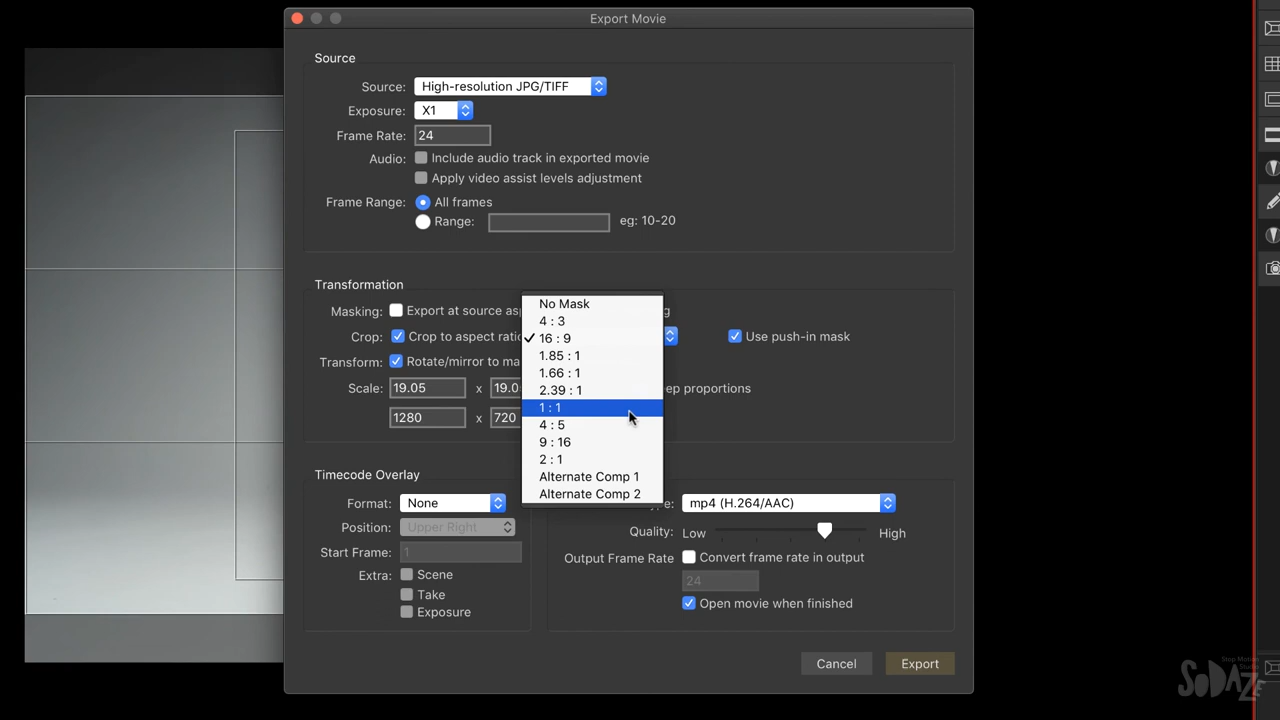 Export Movie
Source
Source: High-resolution JPG/TIFF
Exposure: X1
Frame Rate: 24
Audio: Include audio track in exported movie
Apply video assist levels adjustment
Frame Range: All frames
Range: eg: 10-20
Transformation
Masking: Export at source as
Crop: Crop to aspect ratio Use push-in mask
Transform: Rotate/mirror to ma
Scale: 19.05 x 19.0 ep proportions
1280 x 720
No Mask
4 : 3
16 : 9
1.85 : 1
1.66 : 1
2.39 : 1
1 : 1
4 : 5
9 : 16
2 : 1
Alternate Comp 1
Alternate Comp 2
Timecode Overlay
Format: None
Position: Upper Right
Start Frame: 1
Extra: Scene
Take
Exposure
mp4 (H.264/AAC)
Quality: Low High
Output Frame Rate Convert frame rate in output
24
Open movie when finished
Cancel Export
Stop Motion
Studio
SODAZE